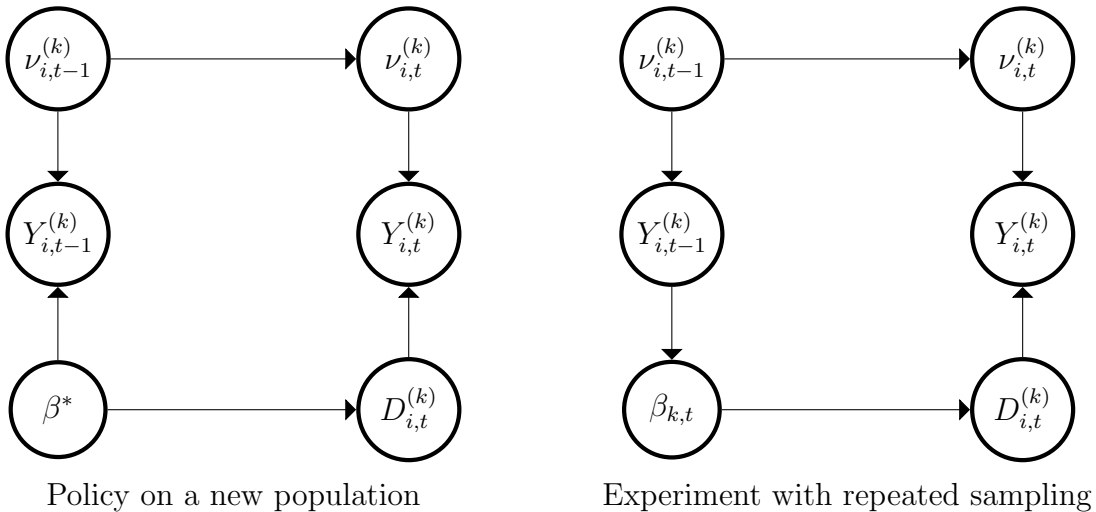 ν_{i,t−1}^{(k)} ν_{i,t}^{(k)} ν_{i,t−1}^{(k)} ν_{i,t}^{(k)}
Y_{i,t−1}^{(k)} Y_{i,t}^{(k)} Y_{i,t−1}^{(k)} Y_{i,t}^{(k)}
β* D_{i,t}^{(k)} β_{k,t} D_{i,t}^{(k)}
Policy on a new population
Experiment with repeated sampling